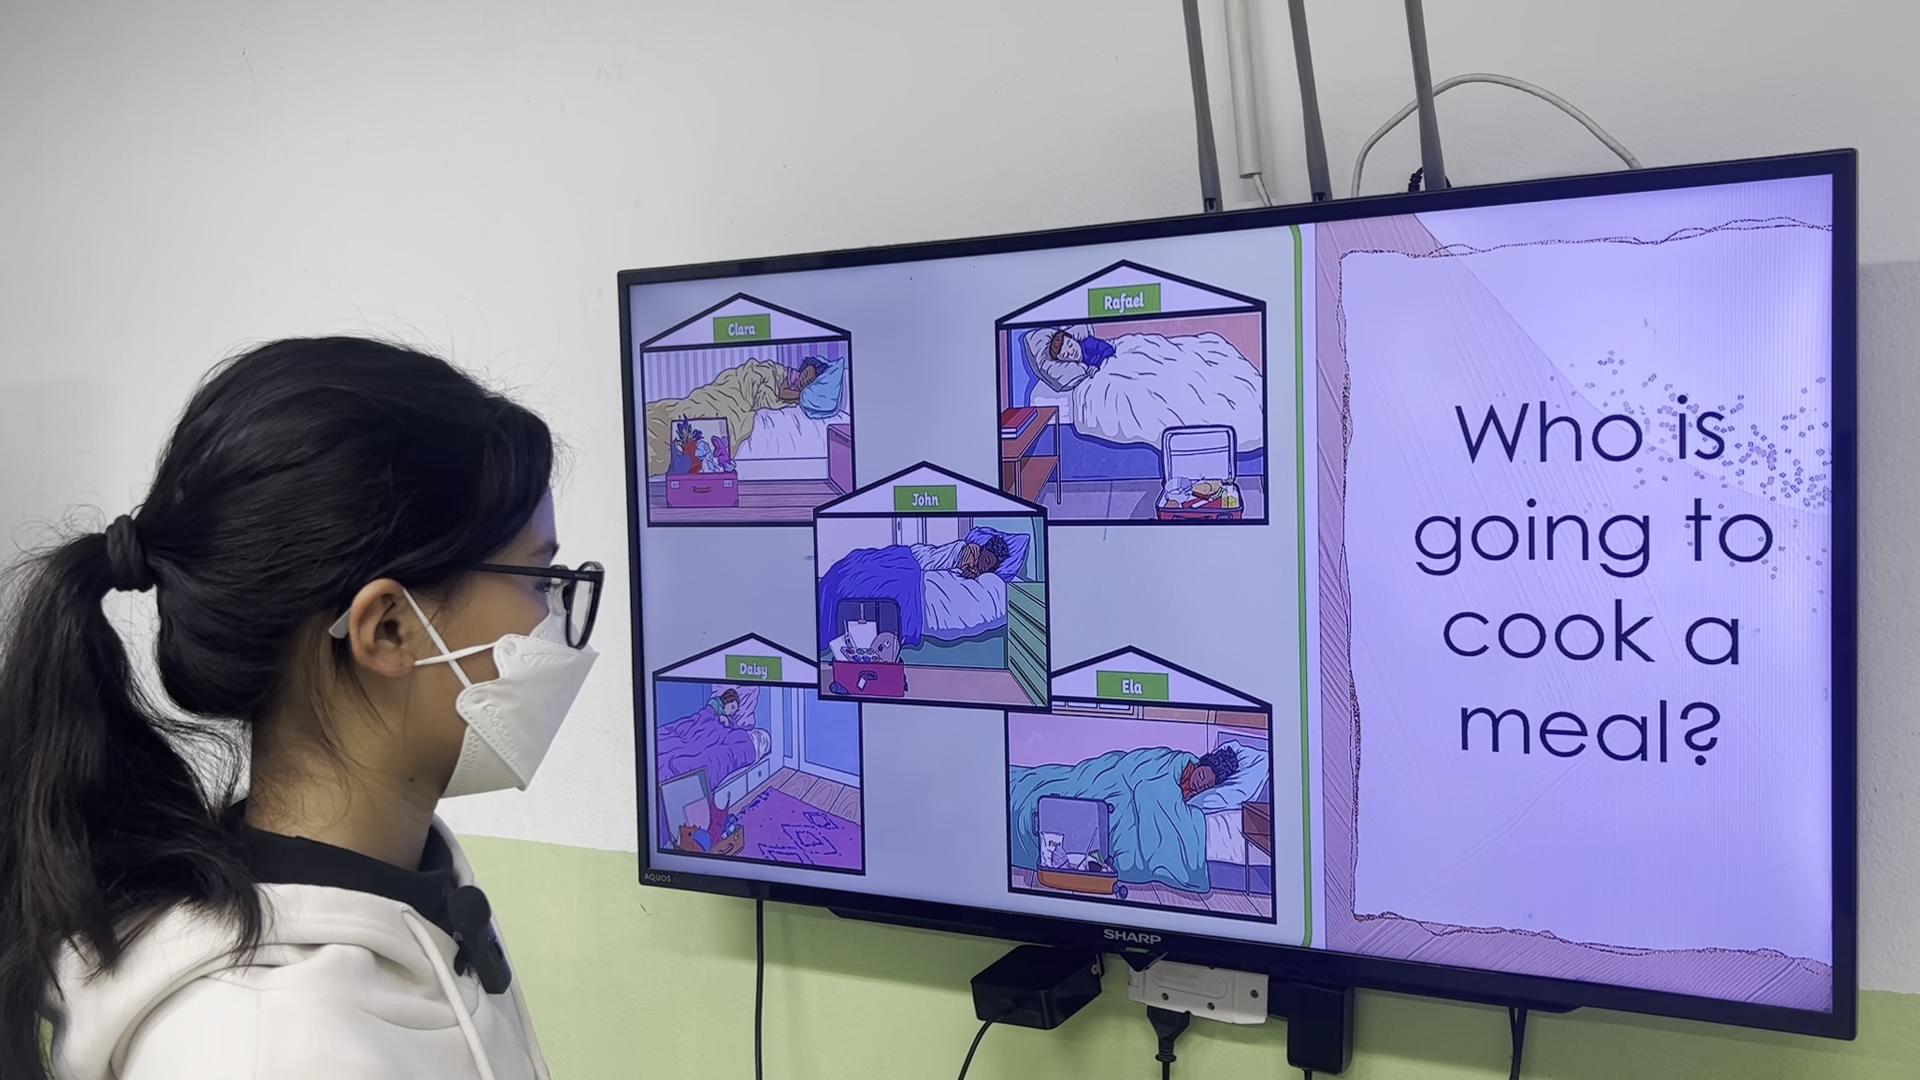 Clara
Rafael
John
Daisy
Ela
Who is
going to
cook a
meal?
AQUOS
SHARP